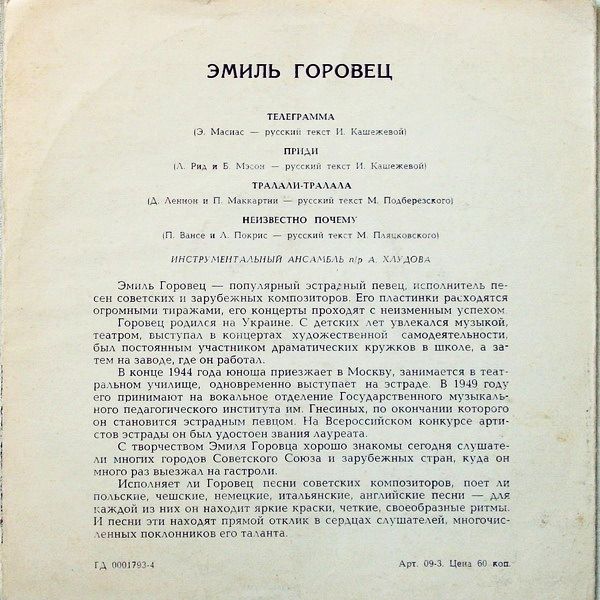 ЭМИЛЬ ГОРОВЕЦ
ТЕЛЕГРАММА
(Э. Масиас — русский текст И. Кашежевой)
ПРИДИ
(Л. Рид и Б. Мэсон — русский текст И. Кашежевой)
ТРАЛАЛИ-ТРАЛАЛА
(Д. Леннон и П. Маккартни — русский текст М. Подберезского)
НЕИЗВЕСТНО ПОЧЕМУ
(П. Вансе и Л. Покрис — русский текст М. Пляцковского)
ИНСТРУМЕНТАЛЬНЫЙ АНСАМБЛЬ п/р А. ХЛУДОВА
Эмиль Горовец — популярный эстрадный певец, исполнитель пе-
сен советских и зарубежных композиторов. Его пластинки расходятся
огромными тиражами, его концерты проходят с неизменным успехом.
Горовец родился на Украине. С детских лет увлекался музыкой,
театром, выступал в концертах художественной самодеятельности,
был постоянным участником драматических кружков в школе, а за-
тем на заводе, где он работал.
В конце 1944 года юноша приезжает в Москву, занимается в теат-
ральном училище, одновременно выступает на эстраде. В 1949 году
его принимают на вокальное отделение Государственного музыкаль-
ного педагогического института им. Гнесиных, по окончании которого
он становится эстрадным певцом. На Всероссийском конкурсе арти-
стов эстрады он был удостоен звания лауреата.
С творчеством Эмиля Горовца хорошо знакомы сегодня слушате-
ли многих городов Советского Союза и зарубежных стран, куда он
много раз выезжал на гастроли.
Исполняет ли Горовец песни советских композиторов, поет ли
польские, чешские, немецкие, итальянские, английские песни — для
каждой из них он находит яркие краски, четкие, своеобразные ритмы.
И песни эти находят прямой отклик в сердцах слушателей, многочис-
ленных поклонников его таланта.
ГД 0001793-4
Арт. 09-3. Цена 60 коп.